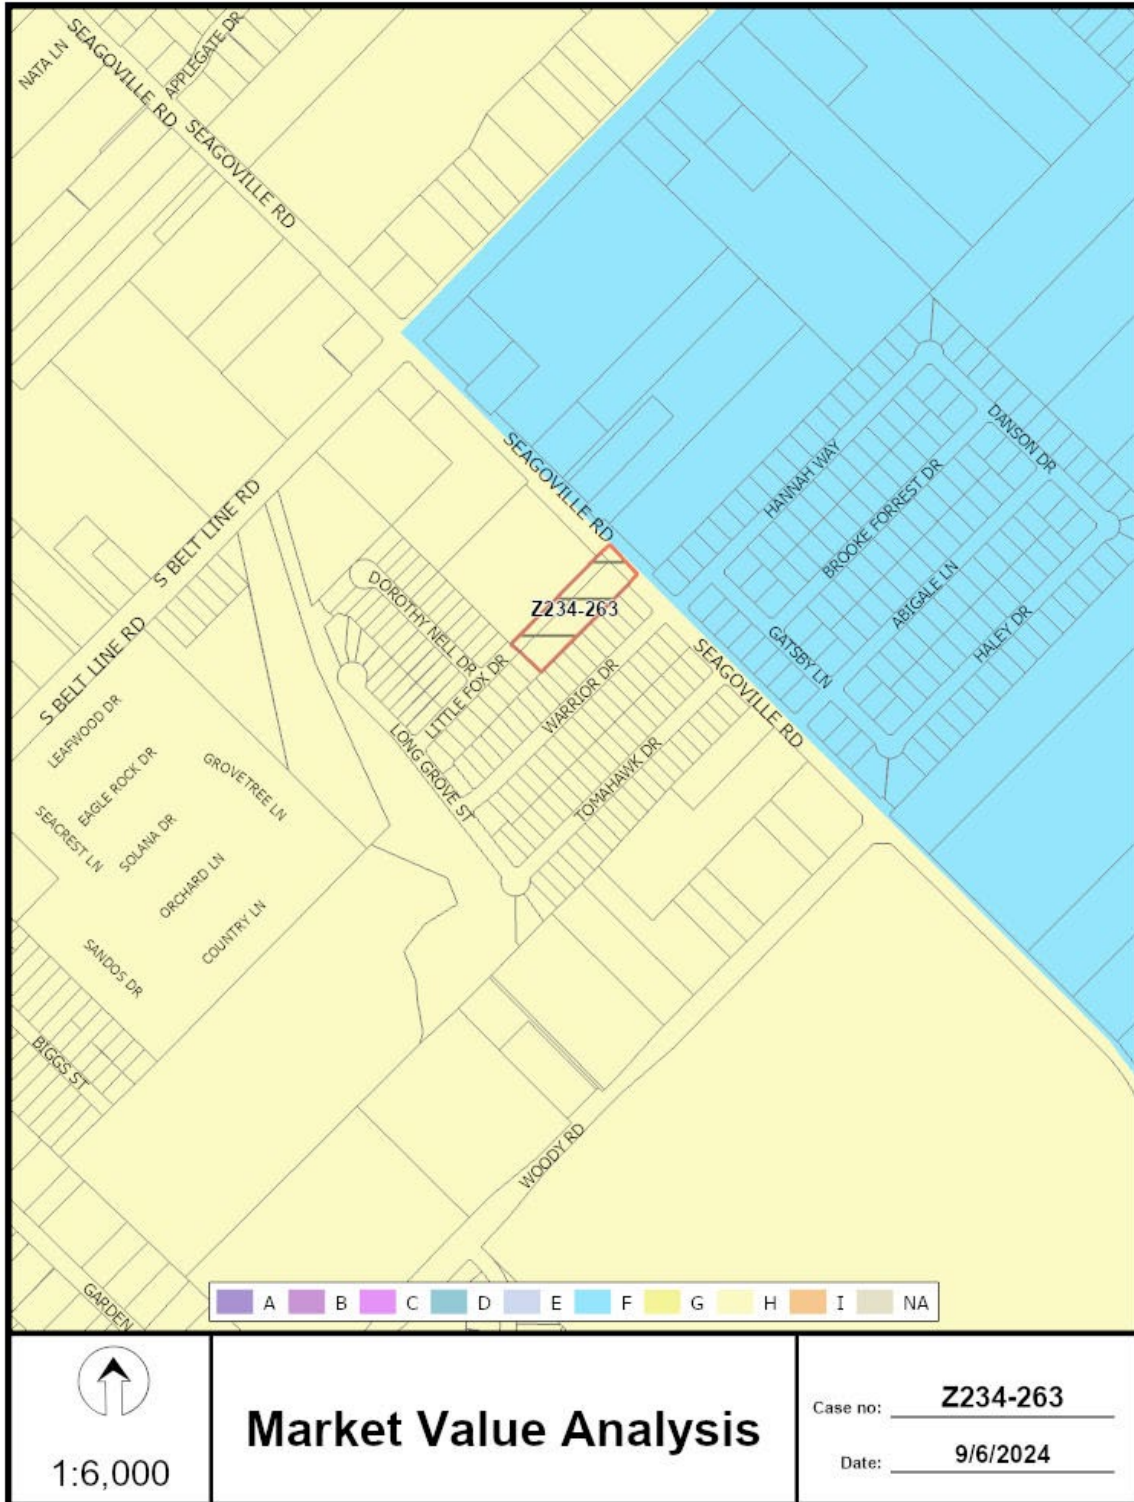 NATA LN
SEAGOVILLE RD
APPLEGATE DR
SEAGOVILLE RD
SEAGOVILLE RD
DANSON DR
HANNAH WAY
BROOKE FORREST DR
S BELT LINE RD
Z234-263
DOROTHY NELL DR
ABIGALE LN
HALEY DR
GATSBY LN
S BELT LINE RD
LITTLE FOX DR
WARRIOR DR
SEAGOVILLE RD
LEAFWOOD DR
LONG GROVE ST
TOMAHAWK DR
EAGLE ROCK DR
GROVETREE LN
SEACREST LN
SOLANA DR
ORCHARD LN
COUNTRY LN
SANDOS DR
BIGGS ST
WOODY RD
GARDEN
A B C D E F G H I NA
1:6,000
Market Value Analysis
Case no: Z234-263
Date: 9/6/2024